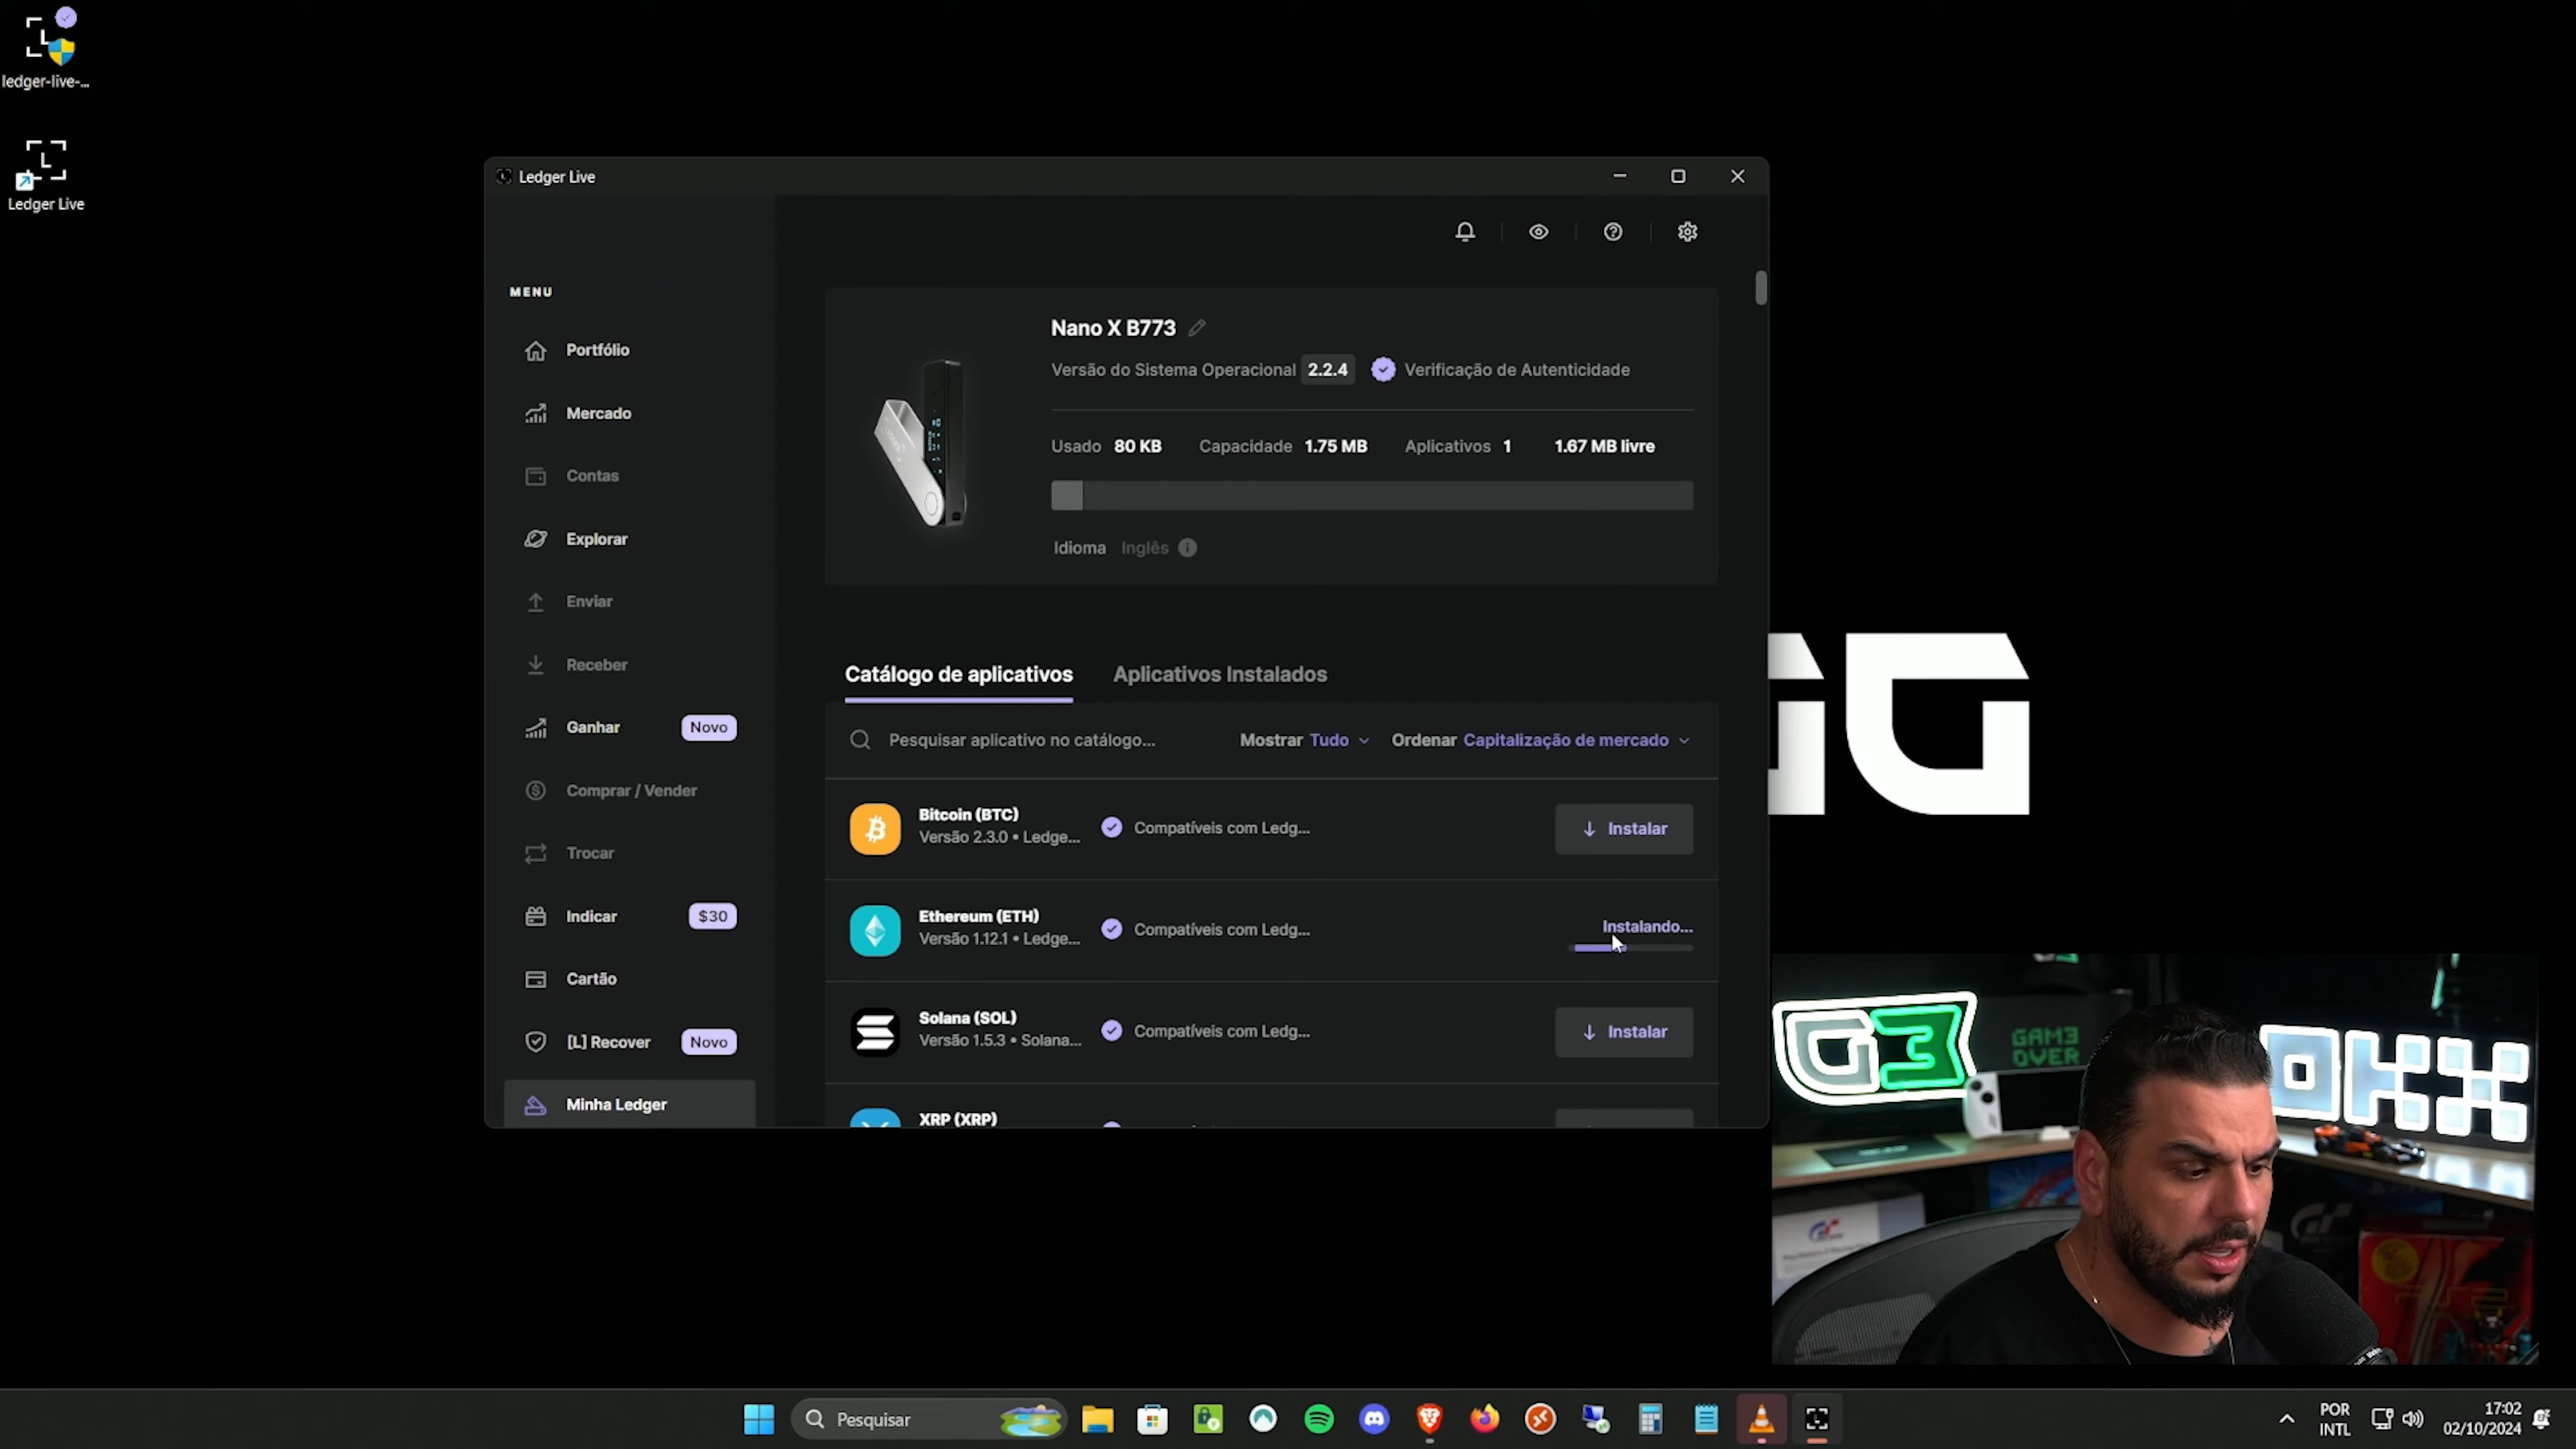 ledger-live-...
Ledger Live
Ledger Live
MENU
Portfólio
Mercado
Contas
Explorar
Enviar
Receber
Ganhar Novo
Comprar / Vender
Trocar
Indicar $30
Cartão
[L] Recover Novo
Minha Ledger
Nano X B773
Versão do Sistema Operacional 2.2.4 Verificação de Autenticidade
Usado 80 KB Capacidade 1.75 MB Aplicativos 1 1.67 MB livre
Idioma Inglês
Catálogo de aplicativos Aplicativos Instalados
Pesquisar aplicativo no catálogo... Mostrar Tudo Ordenar Capitalização de mercado
Bitcoin (BTC)
Versão 2.3.0 • Ledge...
Compatíveis com Ledg...
Instalar
Ethereum (ETH)
Versão 1.12.1 • Ledge...
Compatíveis com Ledg...
Instalando...
Solana (SOL)
Versão 1.5.3 • Solana...
Compatíveis com Ledg...
Instalar
XRP (XRP)
G
G3
GAM3
OVER
OKX
Pesquisar
POR
INTL
17:02
02/10/2024